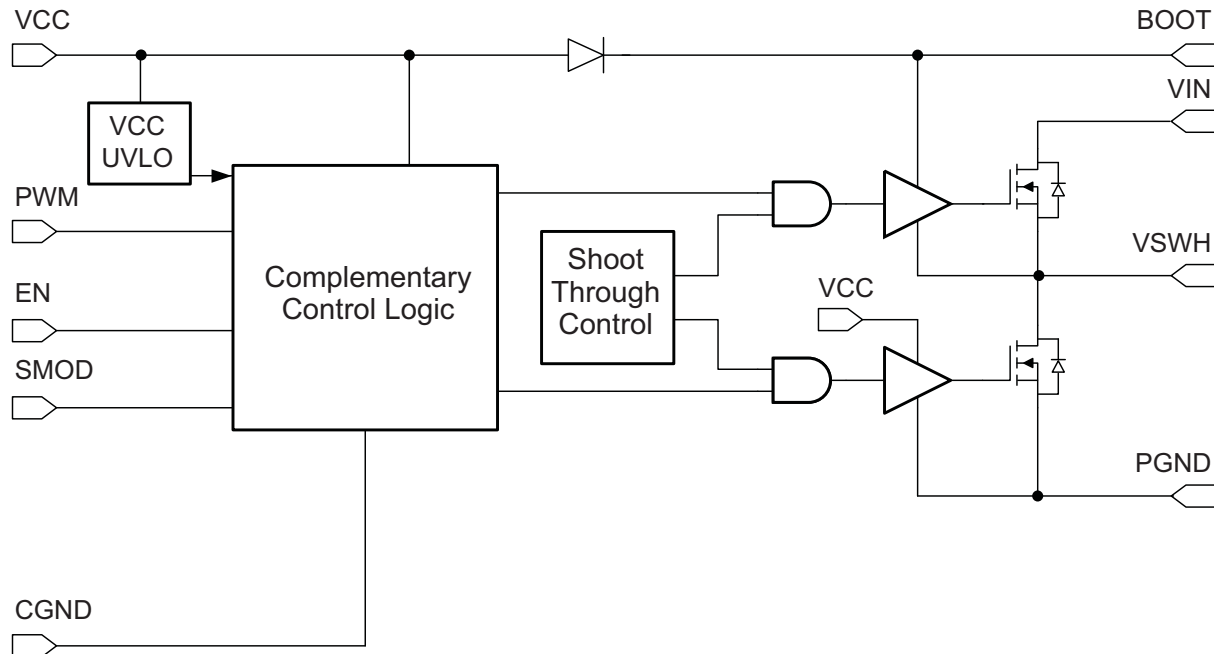 VCC
BOOT
VIN
VCC
UVLO
PWM
Complementary
Control Logic
Shoot
Through
Control
VSWH
EN
VCC
SMOD
PGND
CGND